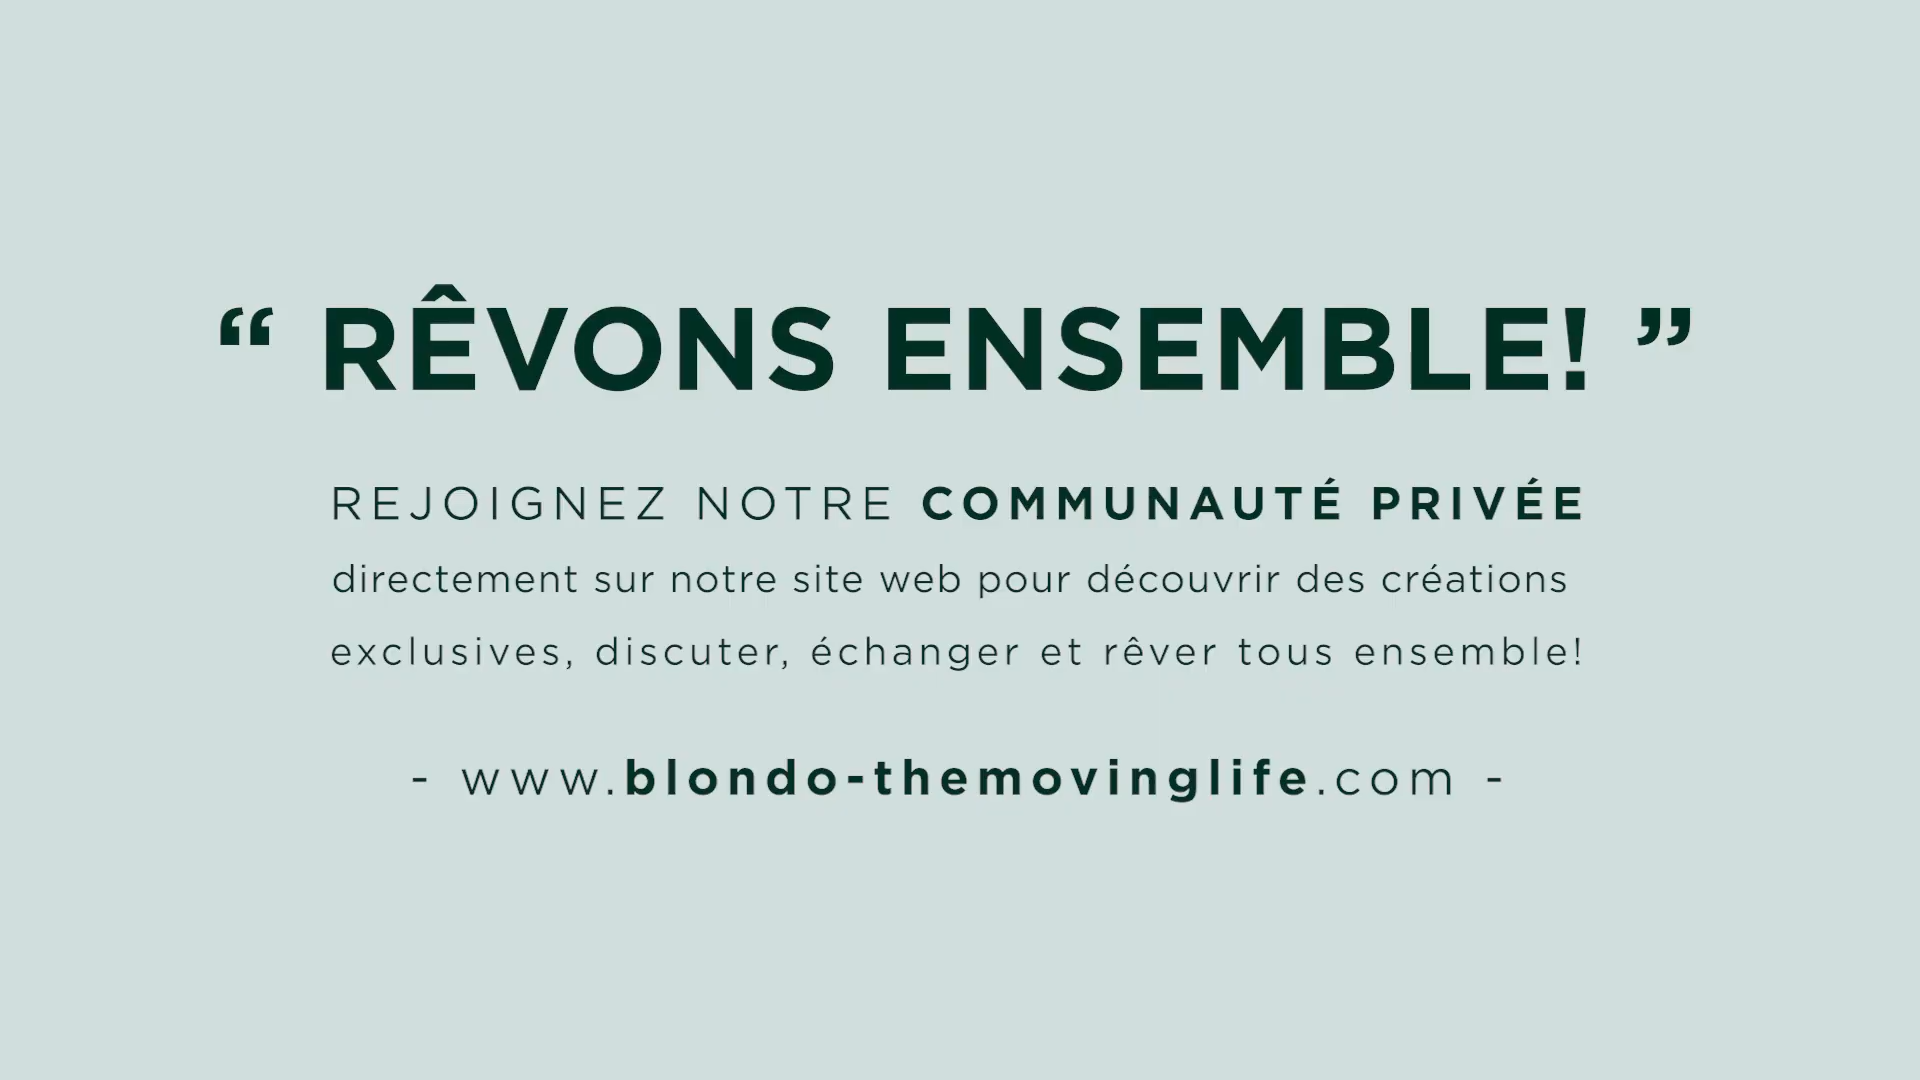 “ RÊVONS ENSEMBLE! ”
REJOIGNEZ NOTRE COMMUNAUTÉ PRIVÉE
directement sur notre site web pour découvrir des créations
exclusives, discuter, échanger et rêver tous ensemble!
- www.blondo-themovinglife.com -